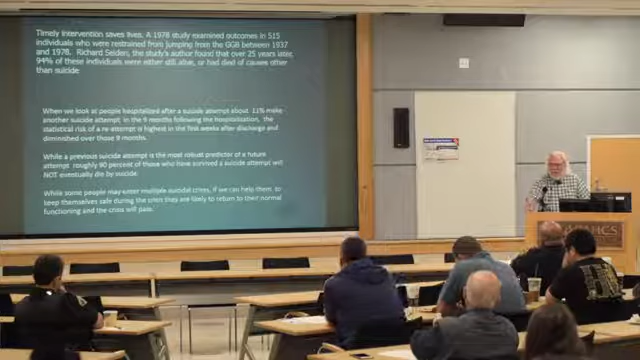 Timely Intervention saves lives. A 1978 study examined outcomes in 515
individuals who were restrained from jumping from the GGB between 1937
and 1978. Richard Seiden, the study's author found that over 25 years later,
94% of these individuals were either still alive, or had died of causes other
than suicide
When we look at people hospitalized after a suicide attempt about 11% make
another suicide attempt in the 9 months following the hospitalization, the
statistical risk of a re-attempt is highest in the first weeks after discharge and
diminished over those 9 months.
While a previous suicide attempt is the most robust predictor of a future
attempt roughly 90 percent of those who have survived a suicide attempt will
NOT eventually die by suicide.
While some people may enter multiple suicidal crises, if we can help them to
keep themselves safe during the crisis they are likely to return to their normal
functioning and the crisis will pass.
HCS